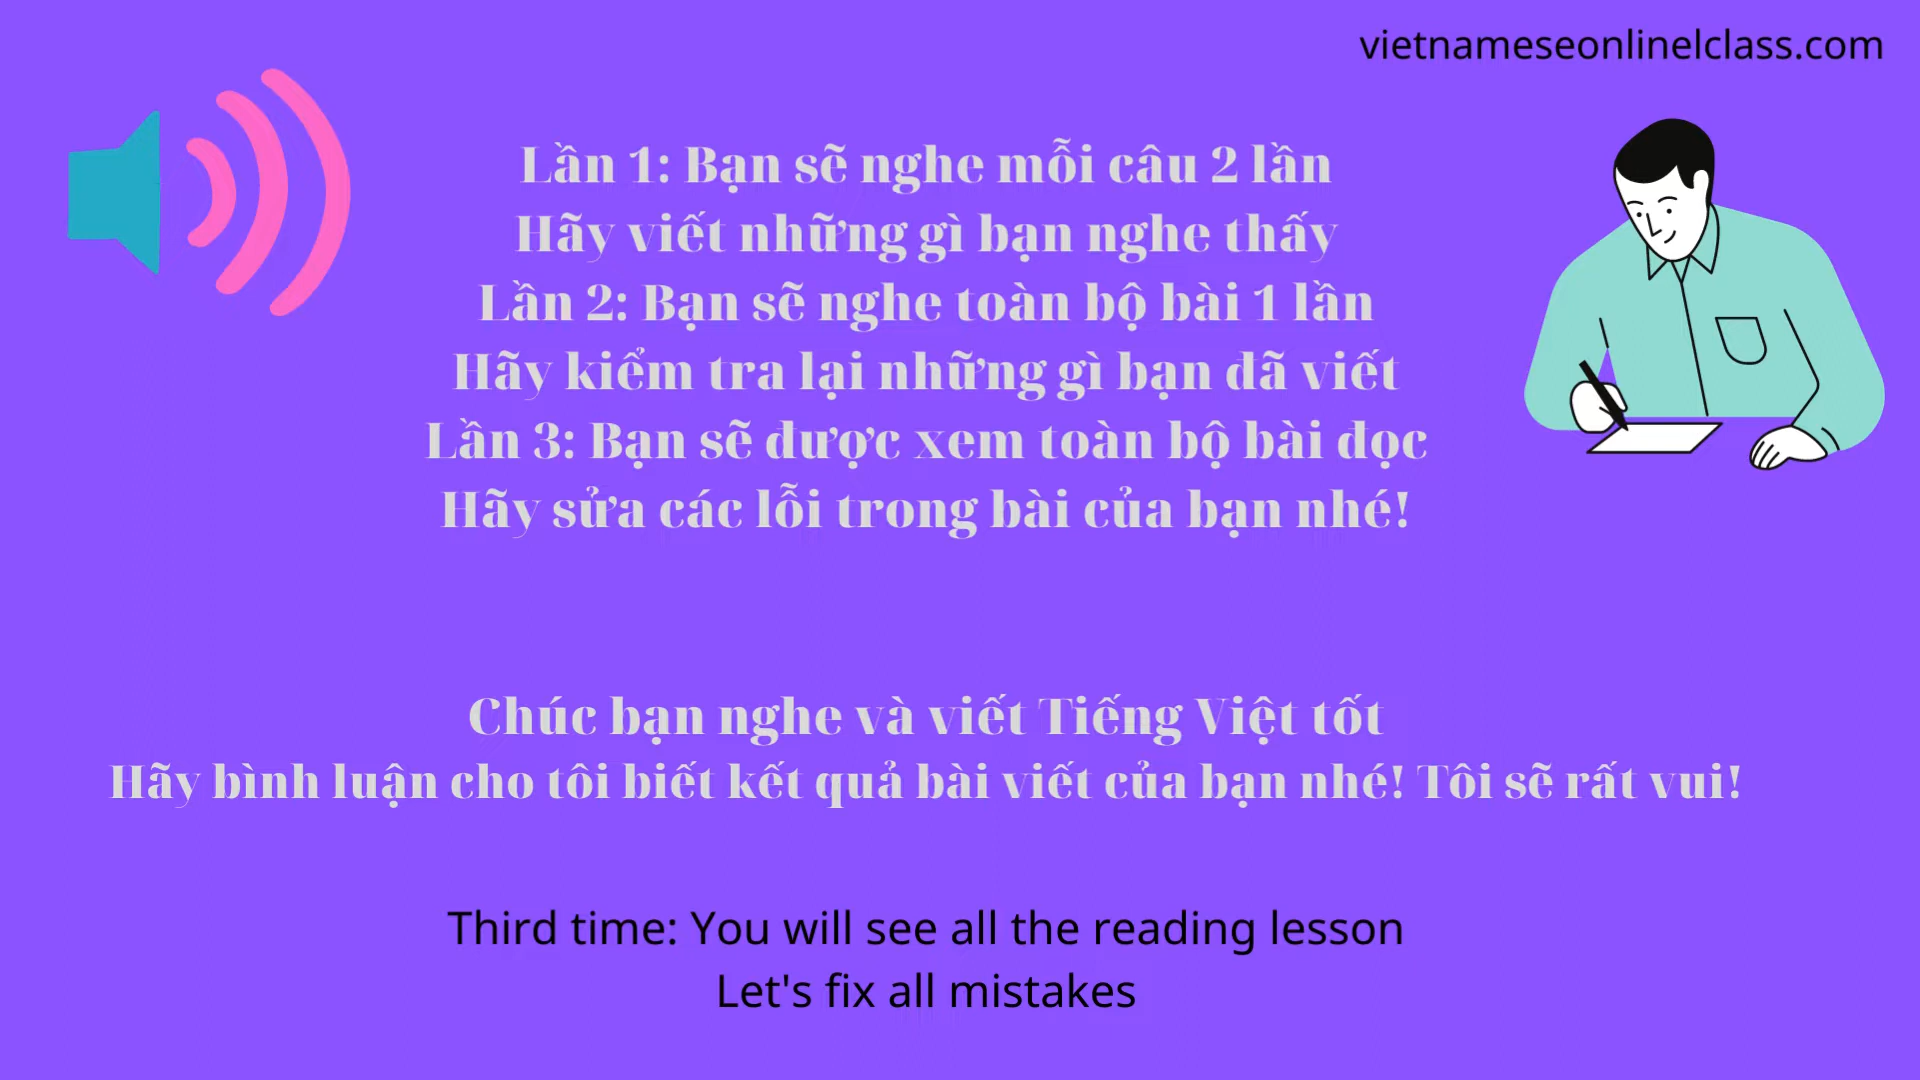 vietnameseonlinelclass.com
Lần 1: Bạn sẽ nghe mỗi câu 2 lần
Hãy viết những gì bạn nghe thấy
Lần 2: Bạn sẽ nghe toàn bộ bài 1 lần
Hãy kiểm tra lại những gì bạn đã viết
Lần 3: Bạn sẽ được xem toàn bộ bài đọc
Hãy sửa các lỗi trong bài của bạn nhé!
Chúc bạn nghe và viết Tiếng Việt tốt
Hãy bình luận cho tôi biết kết quả bài viết của bạn nhé! Tôi sẽ rất vui!
Third time: You will see all the reading lesson
Let's fix all mistakes